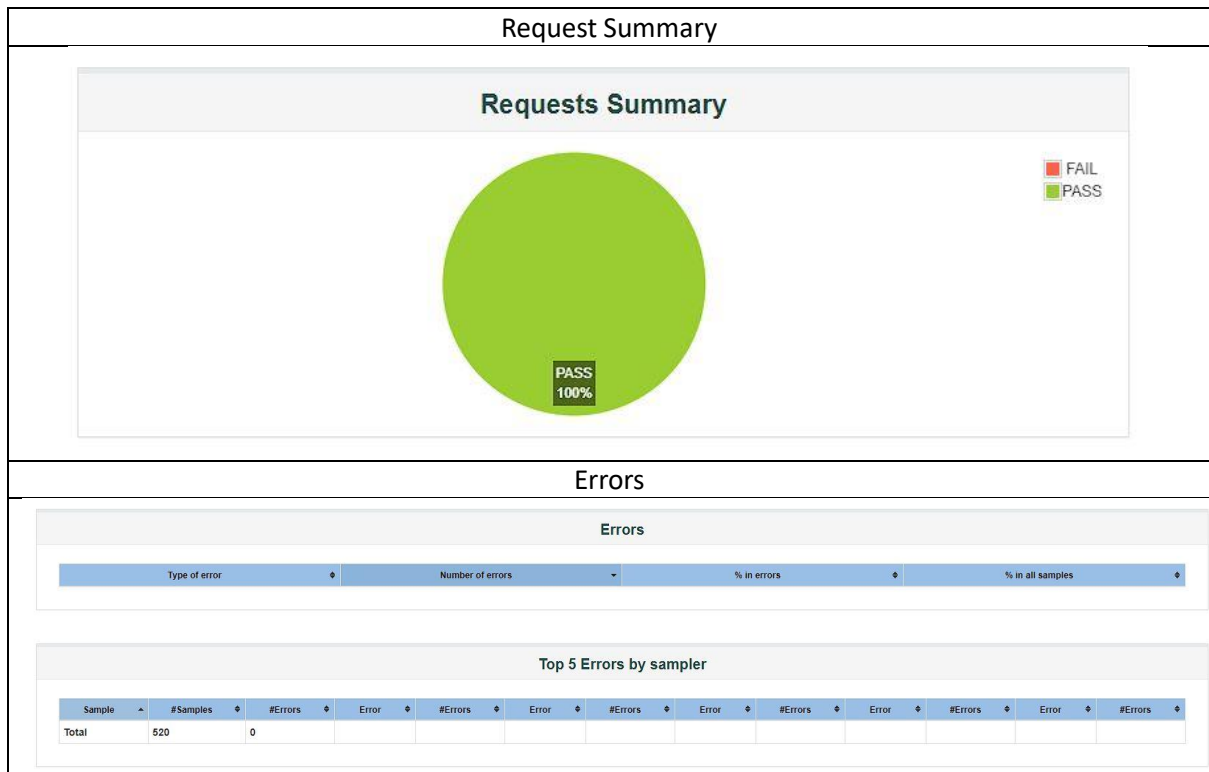 Request Summary
Requests Summary
FAIL
PASS
PASS
100%
Errors
Errors
Type of error Number of errors % in errors % in all samples
Top 5 Errors by sampler
Sample #Samples #Errors Error #Errors Error #Errors Error #Errors Error #Errors Error #Errors
Total 520 0